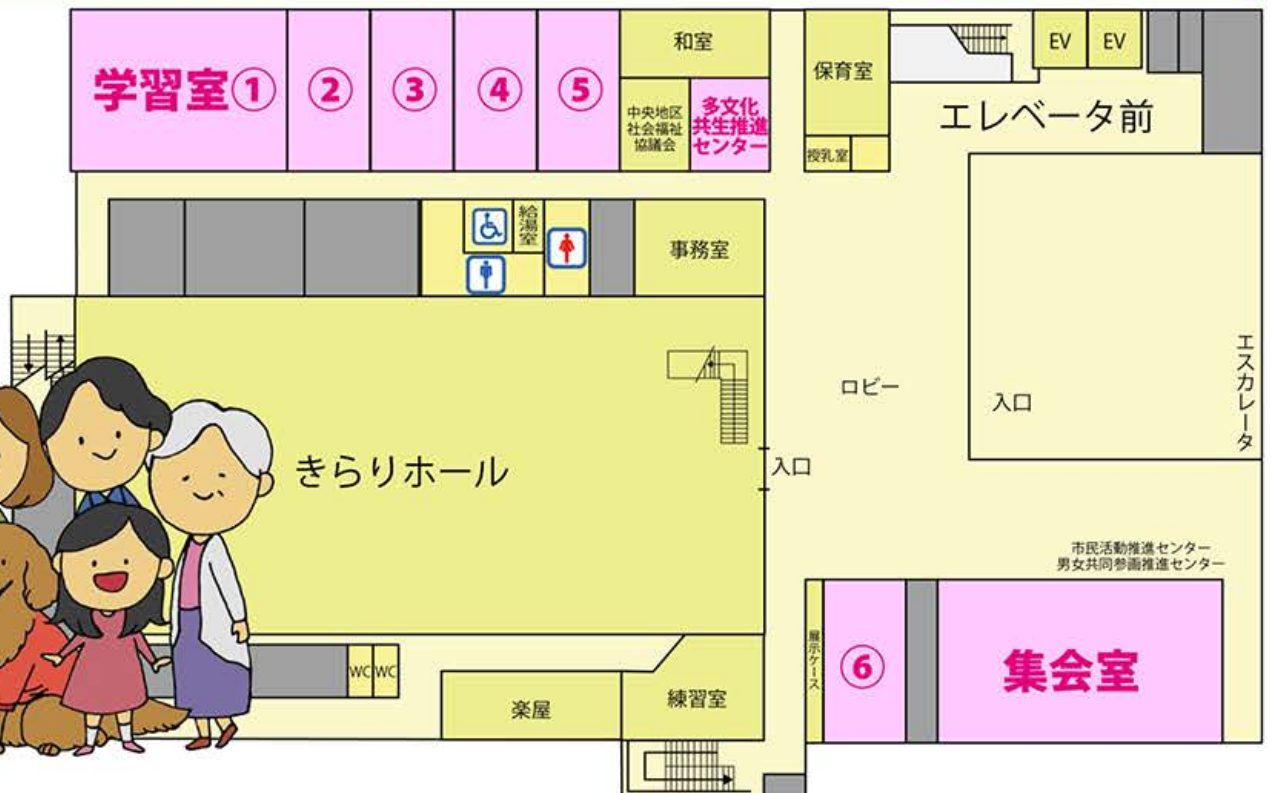 学習室①
②
③
④
⑤
和室
中央地区
社会福祉
協議会
多文化
共生推進
センター
保育室
授乳室
EV
EV
エレベータ前
給湯室
事務室
きらりホール
入口
ロビー
入口
エスカレータ
市民活動推進センター
男女共同参画推進センター
展示ケース
⑥
集会室
WC
WC
楽屋
練習室